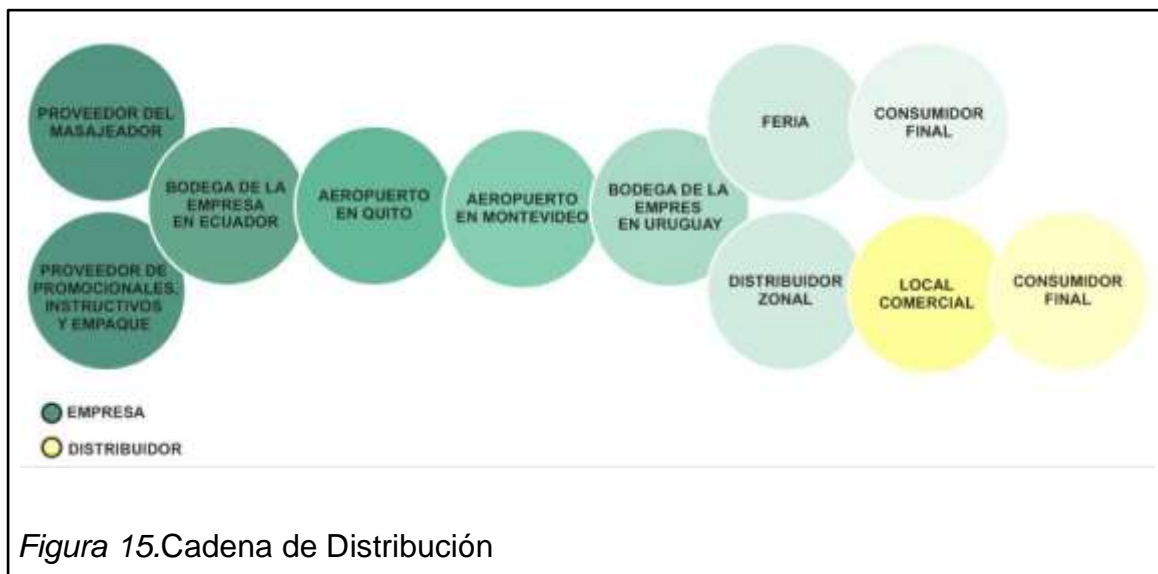 PROVEEDOR DEL
MASAJEADOR
BODEGA DE LA
EMPRESA
EN ECUADOR
PROVEEDOR DE
PROMOCIONALES,
INSTRUCTIVOS
Y EMPAQUE
AEROPUERTO
EN QUITO
AEROPUERTO
EN MONTEVIDEO
BODEGA DE LA
EMPRES
EN URUGUAY
FERIA
CONSUMIDOR
FINAL
DISTRIBUIDOR
ZONAL
LOCAL
COMERCIAL
CONSUMIDOR
FINAL
EMPRESA
DISTRIBUIDOR
Figura 15.Cadena de Distribución